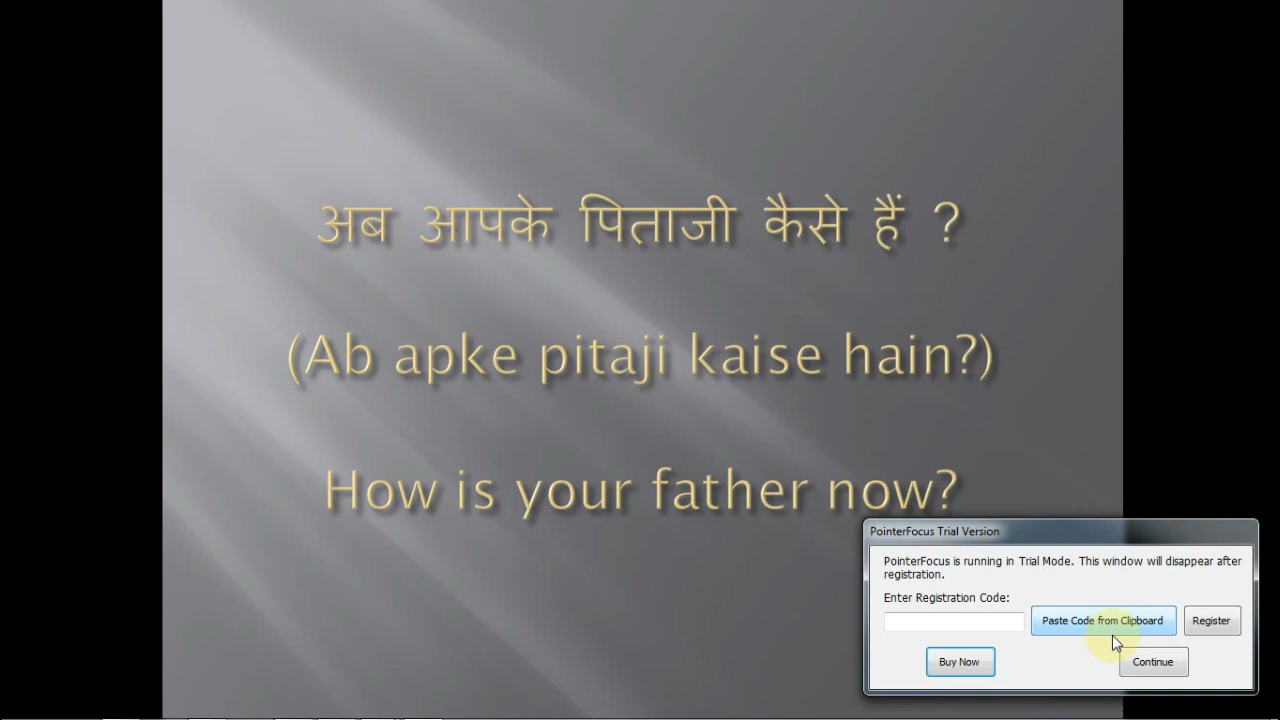 अब आपके पिताजी कैसे हैं ?
(Ab apke pitaji kaise hain?)
How is your father now?
PointerFocus Trial Version
PointerFocus is running in Trial Mode. This window will disappear after
registration.
Enter Registration Code:
Paste Code from Clipboard
Register
Buy Now
Continue